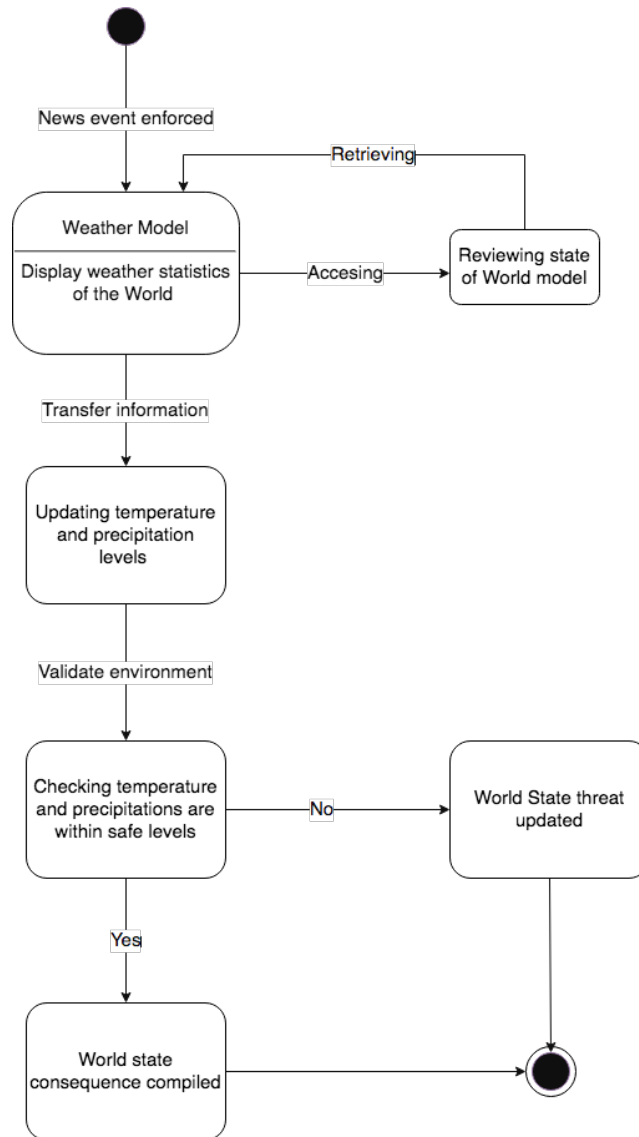 News event enforced
Retrieving
Weather Model
Display weather statistics
of the World
Accesing
Reviewing state
of World model
Transfer information
Updating temperature
and precipitation
levels
Validate environment
Checking temperature
and precipitations are
within safe levels
No
World State threat
updated
Yes
World state
consequence compiled